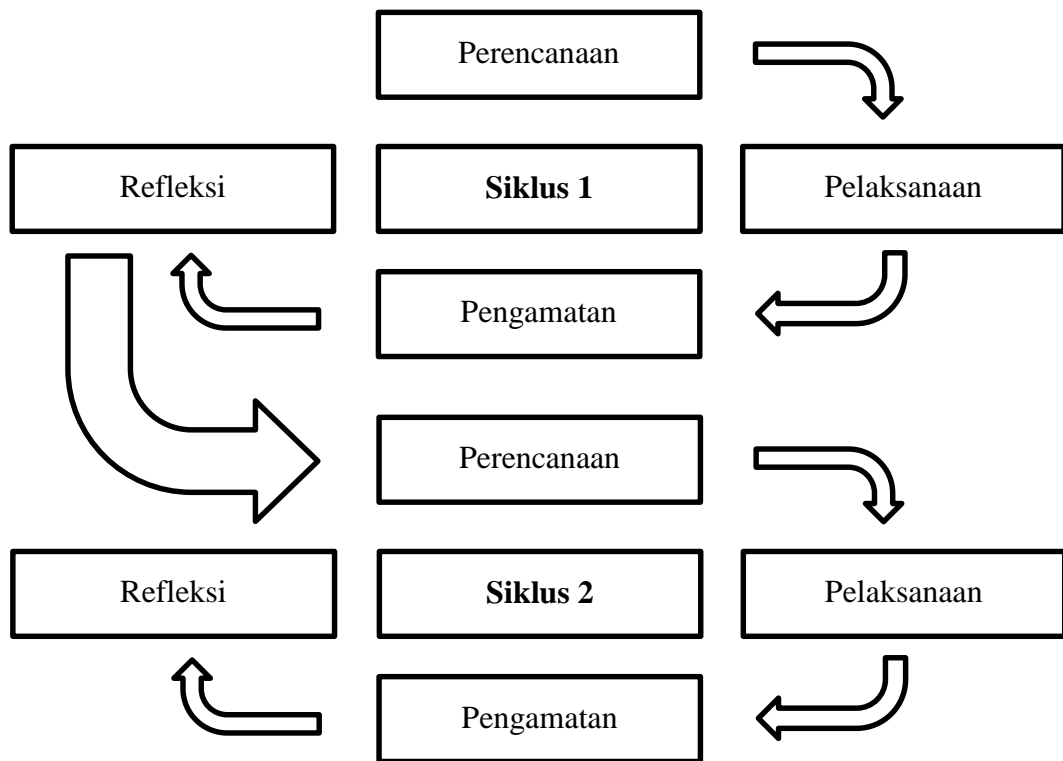 Perencanaan
Refleksi
Siklus 1
Pelaksanaan
Pengamatan
Perencanaan
Refleksi
Siklus 2
Pelaksanaan
Pengamatan